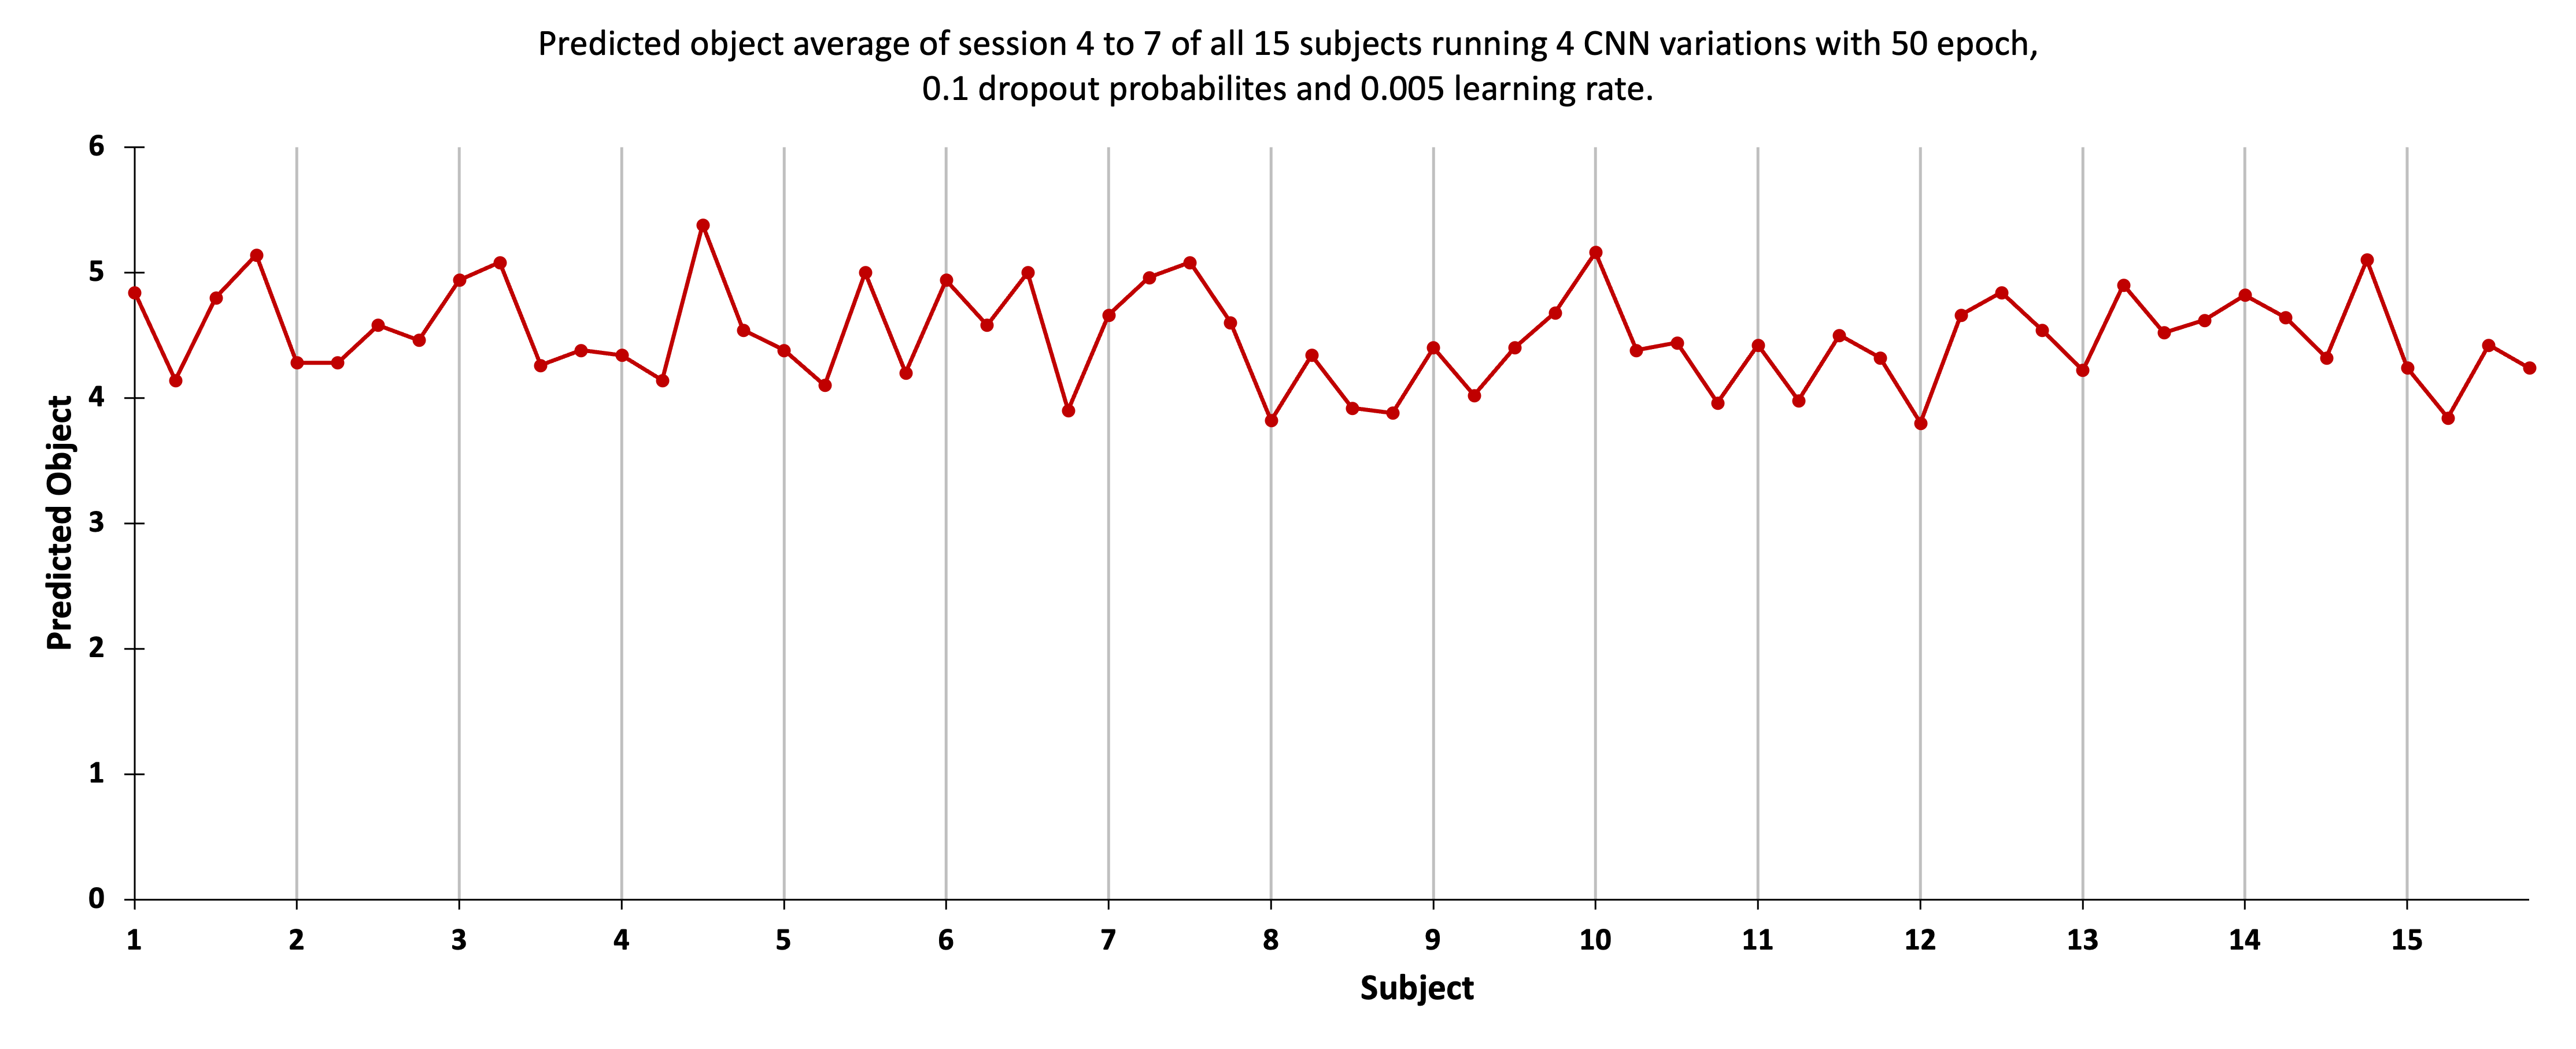 Predicted object average of session 4 to 7 of all 15 subjects running 4 CNN variations with 50 epoch,
0.1 dropout probabilites and 0.005 learning rate.
6
5
4
3
2
1
0
Predicted Object
1 2 3 4 5 6 7 8 9 10 11 12 13 14 15
Subject